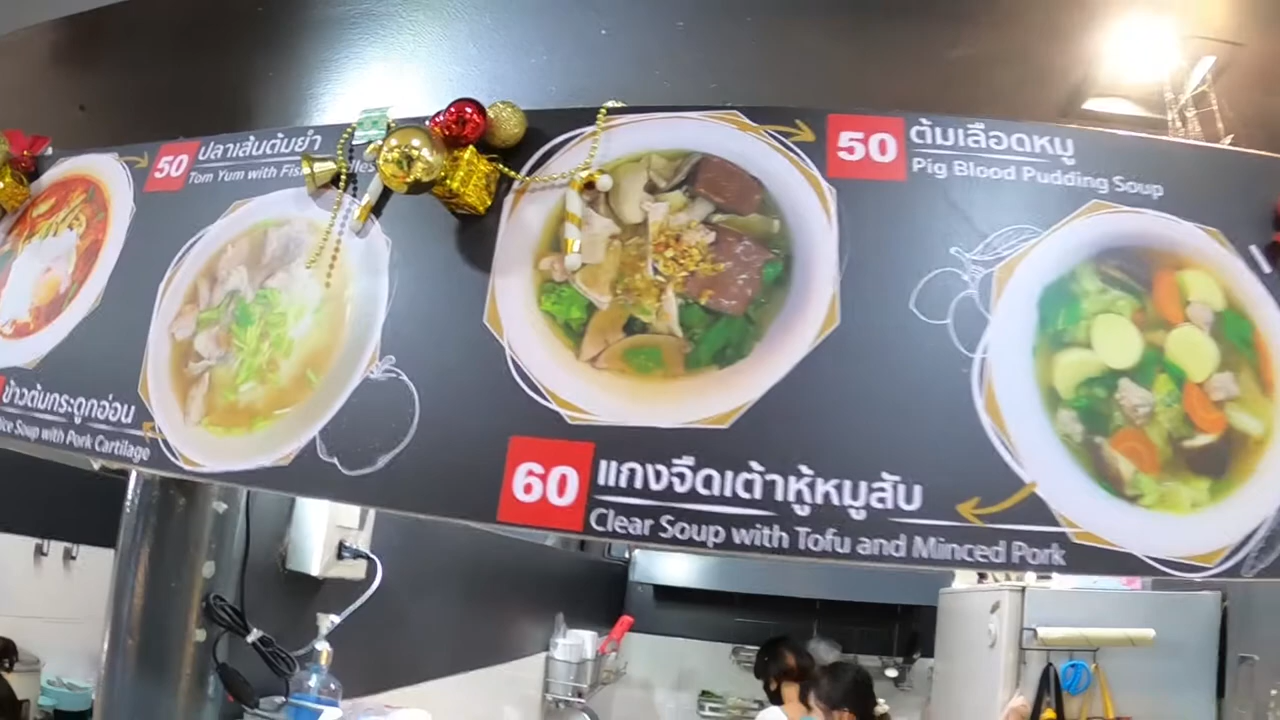 50 ปลาเส้นต้มยำ
Tom Yum with
ข้าวต้มกระดูกอ่อน
Soup with Pork Cartilage
50 ต้มเลือดหมู
Pig Blood Pudding Soup
60 แกงจืดเต้าหู้หมูสับ
Clear Soup with Tofu and Minced Pork